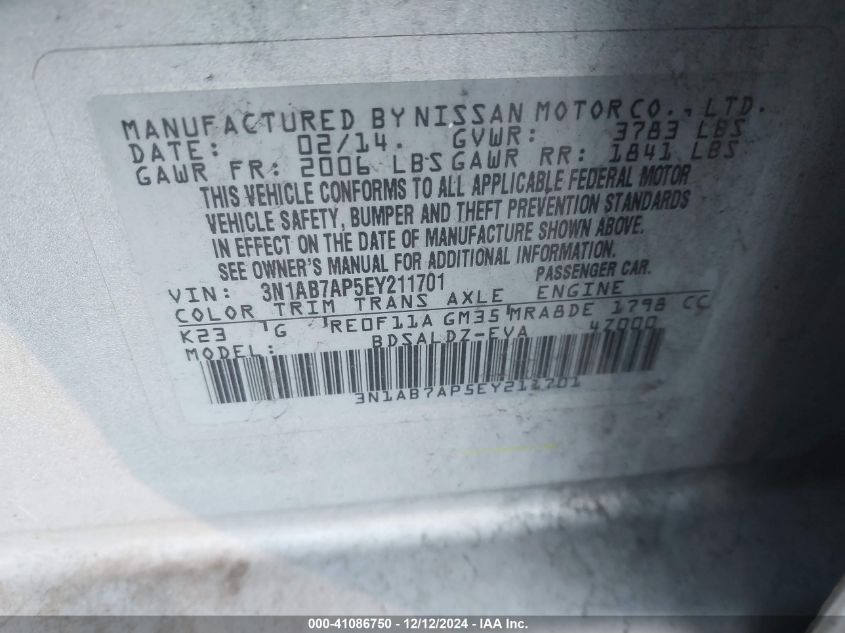 MANUFACTURED BY NISSAN MOTOR CO., LTD.
DATE: 02/14. GVWR: 3783 LBS
GAWR FR: 2006 LBS GAWR RR: 1841 LBS
THIS VEHICLE CONFORMS TO ALL APPLICABLE FEDERAL MOTOR
VEHICLE SAFETY, BUMPER AND THEFT PREVENTION STANDARDS
IN EFFECT ON THE DATE OF MANUFACTURE SHOWN ABOVE.
SEE OWNER'S MANUAL FOR ADDITIONAL INFORMATION.
VIN: 3N1AB7AP5EY211701 PASSENGER CAR.
COLOR TRIM TRANS AXLE ENGINE
K23 G RE0F11A GM35 MRA8DE 1798 CC
MODEL: BDSALDZ-EVA 4Z000
3N1AB7AP5EY211701
000-41086750 - 12/12/2024 - IAA Inc.